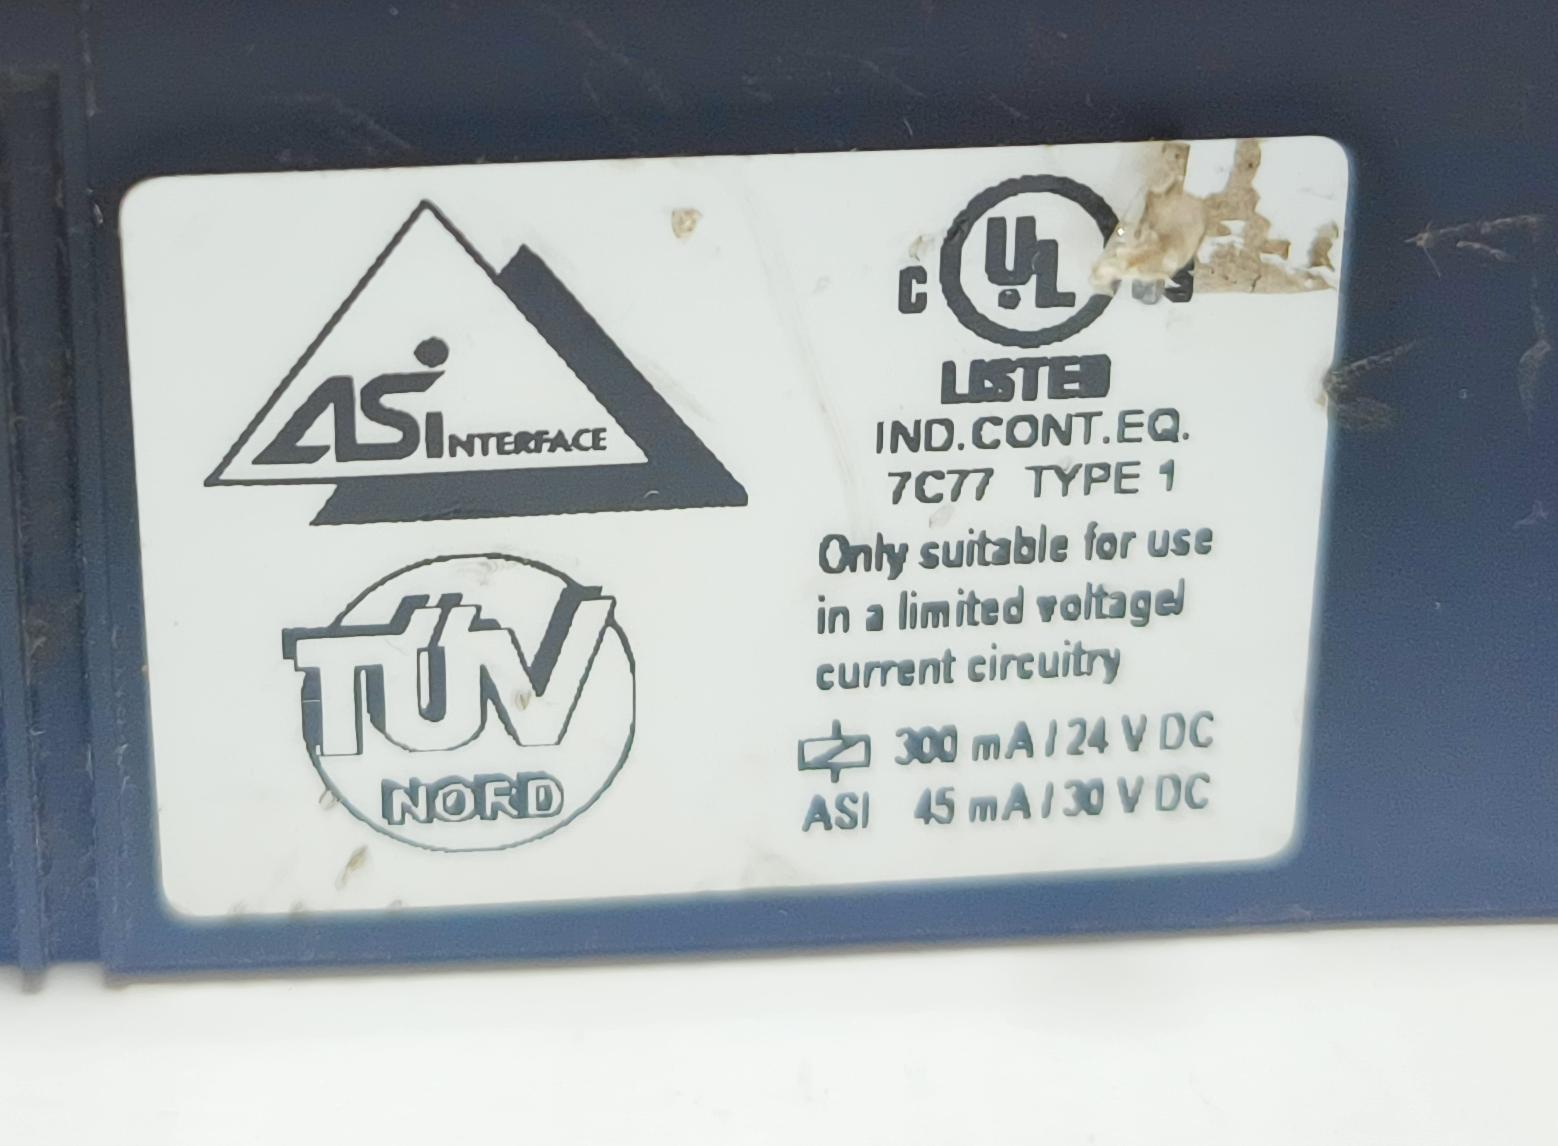 ASINTERFACE
TÜV
NORD
C UL
LISTED
IND.CONT.EQ.
7C77 TYPE 1
Only suitable for use
in a limited voltage/
current circuitry
300 mA / 24 V DC
ASI 45 mA / 30 V DC